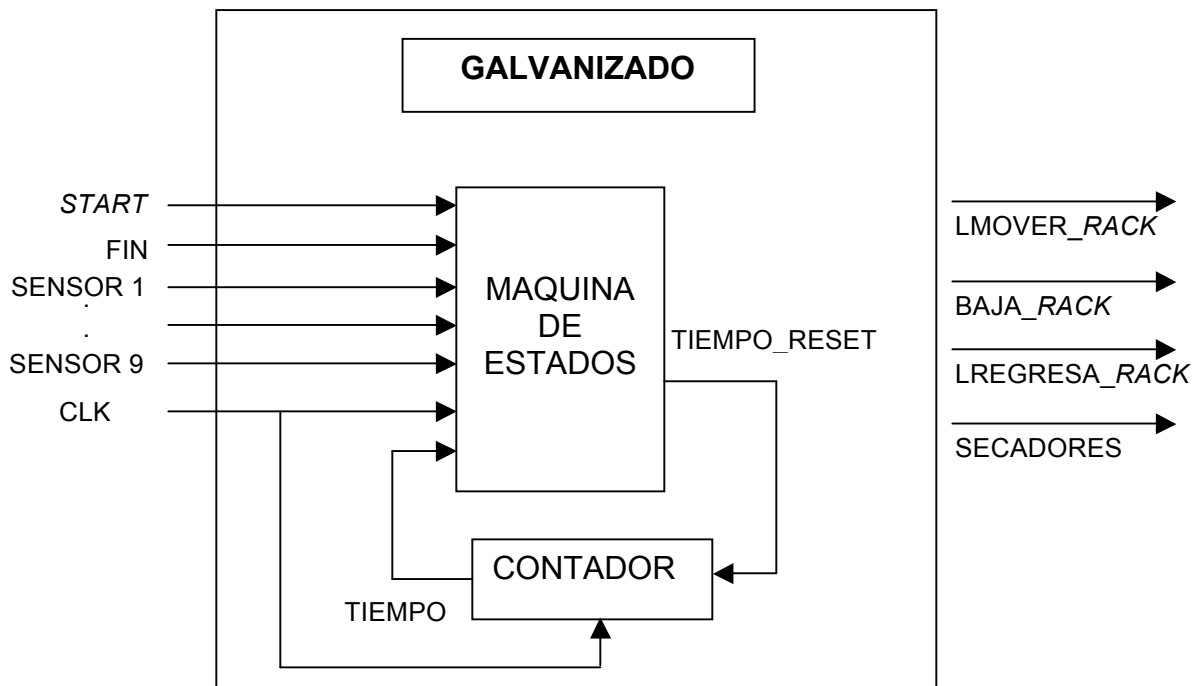 GALVANIZADO
START
FIN
SENSOR 1
.
.
SENSOR 9
CLK
MAQUINA
DE
ESTADOS
TIEMPO_RESET
CONTADOR
TIEMPO
LMOVER_RACK
BAJA_RACK
LREGRESA_RACK
SECADORES